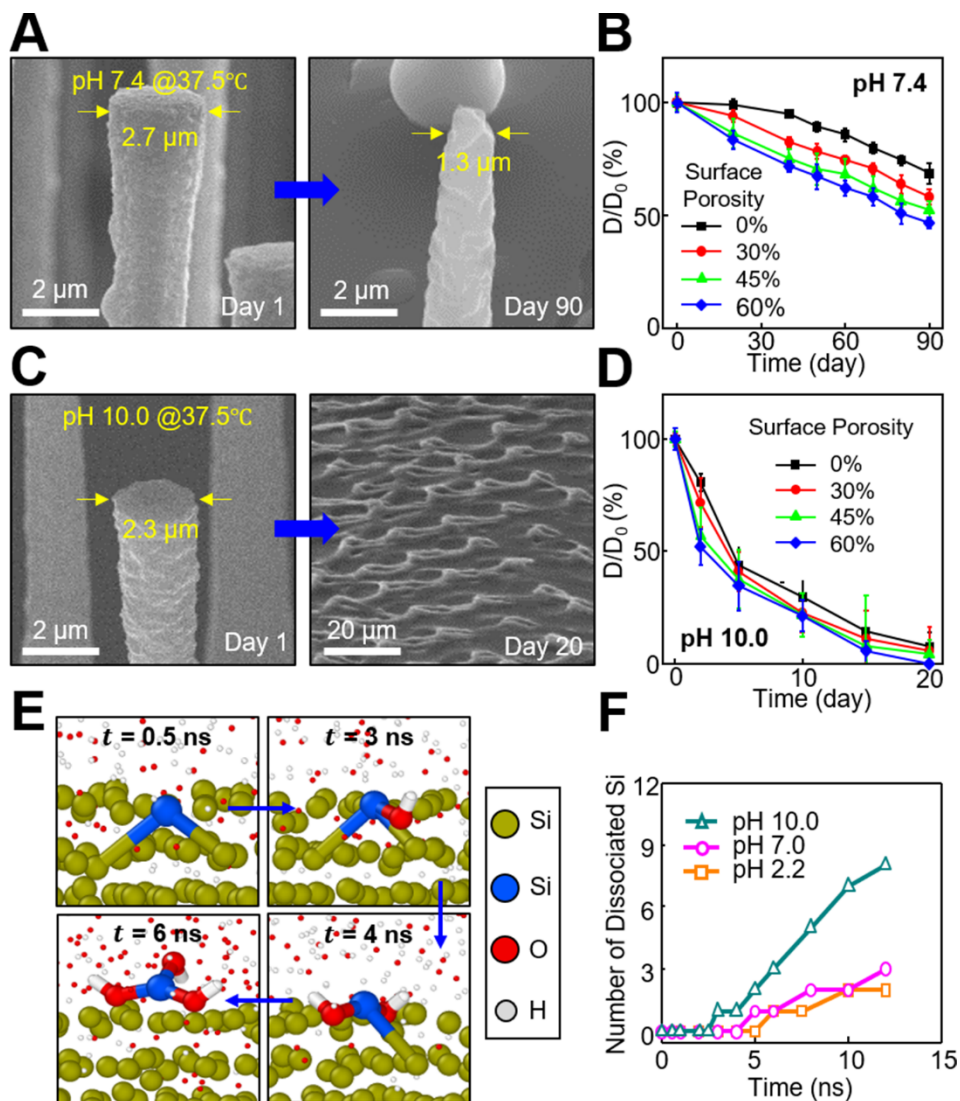 A
pH 7.4 @37.5℃
2.7 µm
2 µm
Day 1
1.3 µm
2 µm
Day 90
B
pH 7.4
100
50
0
D/D0 (%)
Surface
Porosity
0%
30%
45%
60%
0
30
60
90
Time (day)
C
pH 10.0 @37.5℃
2.3 µm
2 µm
Day 1
20 µm
Day 20
D
100
50
0
D/D0 (%)
Surface Porosity
0%
30%
45%
60%
pH 10.0
0
10
20
Time (day)
E
t = 0.5 ns
t = 3 ns
t = 6 ns
t = 4 ns
Si
Si
O
H
F
12
9
6
3
0
Number of Dissociated Si
pH 10.0
pH 7.0
pH 2.2
0
5
10
15
Time (ns)